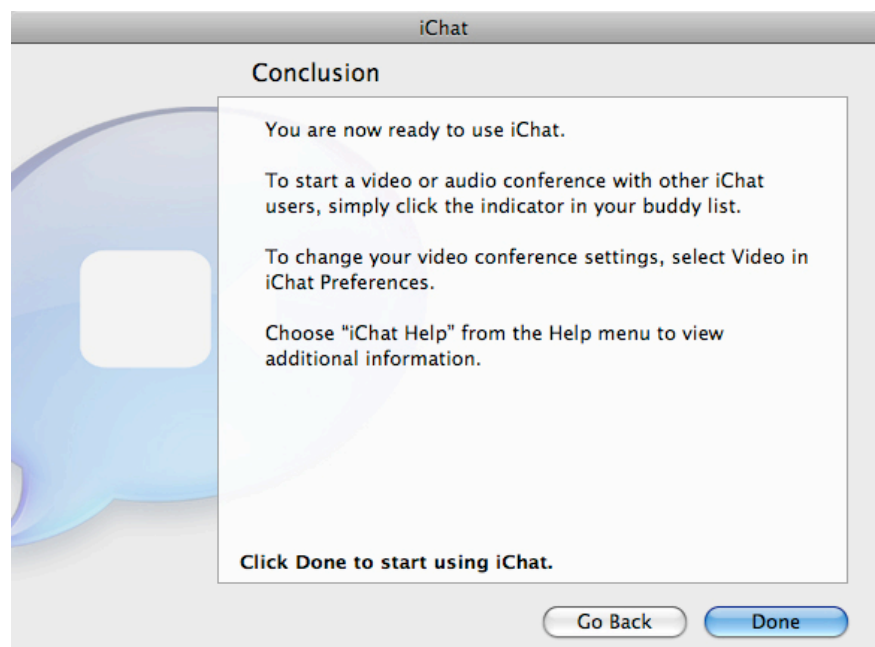 iChat
Conclusion
You are now ready to use iChat.
To start a video or audio conference with other iChat
users, simply click the indicator in your buddy list.
To change your video conference settings, select Video in
iChat Preferences.
Choose “iChat Help” from the Help menu to view
additional information.
Click Done to start using iChat.
Go Back
Done